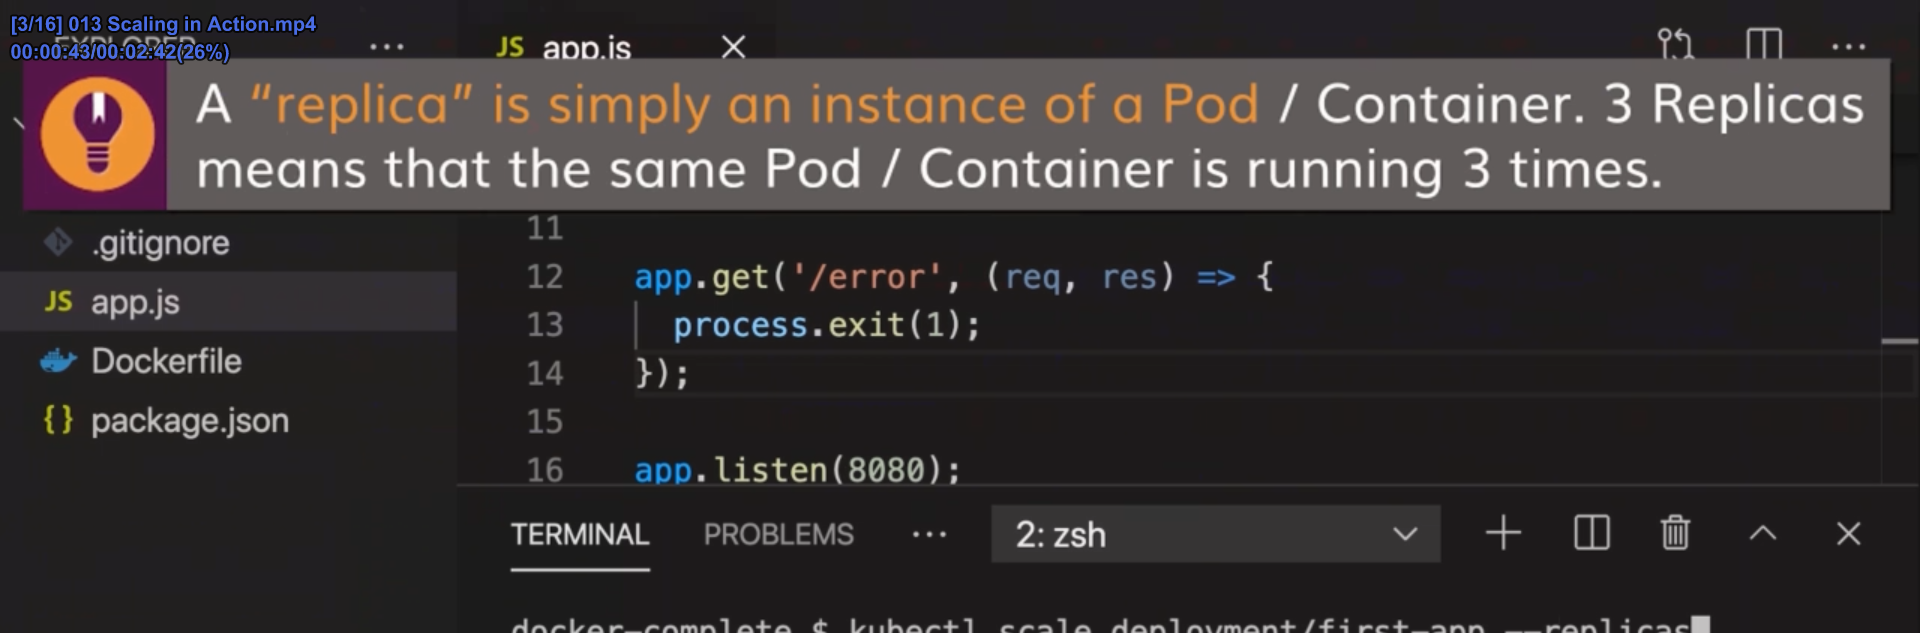 [3/16] 013 Scaling in Action.mp4
00:00:43/00:02:42(26%)
EXPLORER ...
JS app.js ...
A “replica” is simply an instance of a Pod / Container. 3 Replicas
means that the same Pod / Container is running 3 times.
.gitignore
JS app.js
Dockerfile
{} package.json
11
12 app.get('/error', (req, res) => {
13 process.exit(1);
14 });
15
16 app.listen(8080);
TERMINAL PROBLEMS ... 2: zsh
docker-complete $ kubectl scale deployment/first-app --replicas